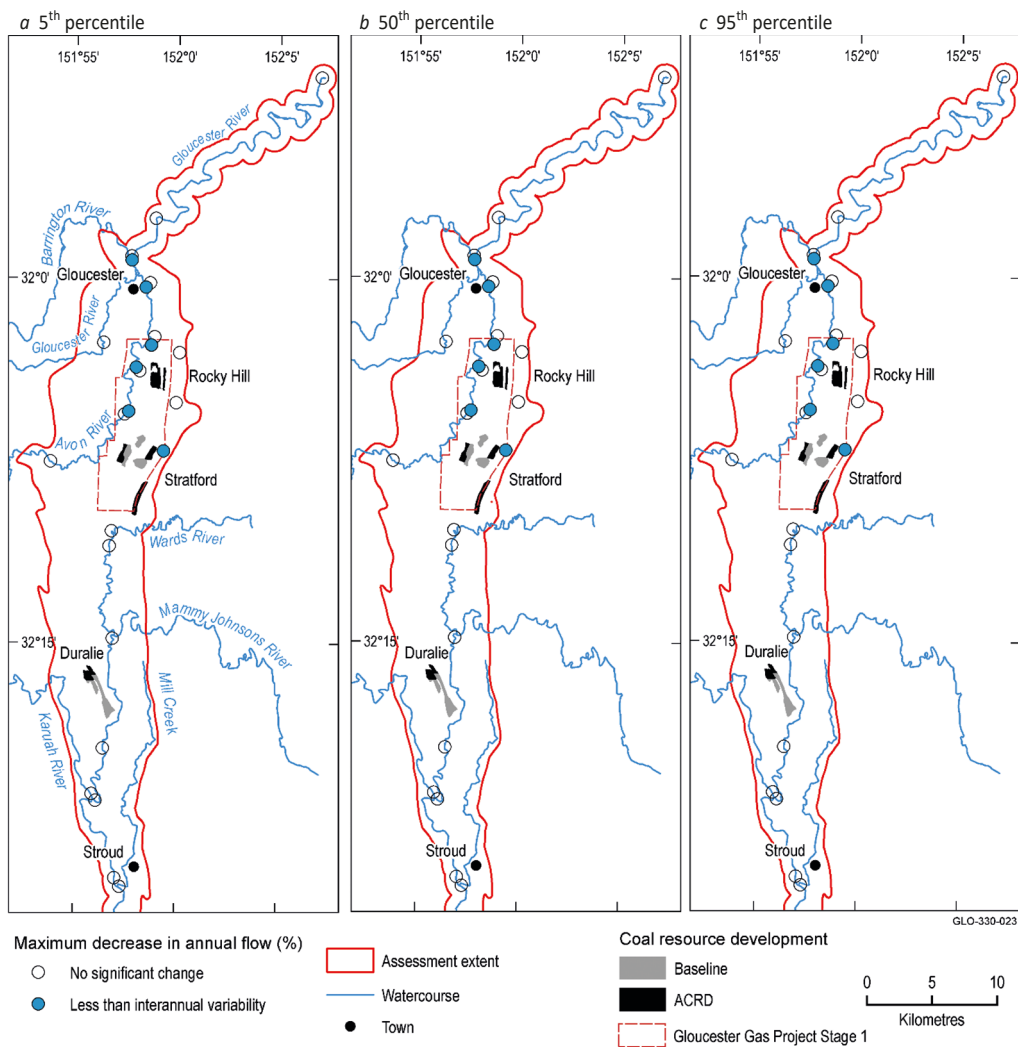 a 5th percentile
b 50th percentile
c 95th percentile
151°55'
152°0'
152°5'
151°55'
152°0'
152°5'
151°55'
152°0'
152°5'
Gloucester River
Barrington River
Gloucester
Gloucester
Gloucester
32°0'
32°0'
32°0'
Gloucester River
Rocky Hill
Rocky Hill
Rocky Hill
Avon River
Stratford
Stratford
Stratford
Wards River
Mammy Johnsons River
32°15'
32°15'
32°15'
Duralie
Duralie
Duralie
Mill Creek
Karuah River
Stroud
Stroud
Stroud
GLO-330-023
Maximum decrease in annual flow (%)
No significant change
Less than interannual variability
Assessment extent
Watercourse
Town
Coal resource development
Baseline
ACRD
Gloucester Gas Project Stage 1
0 5 10
Kilometres